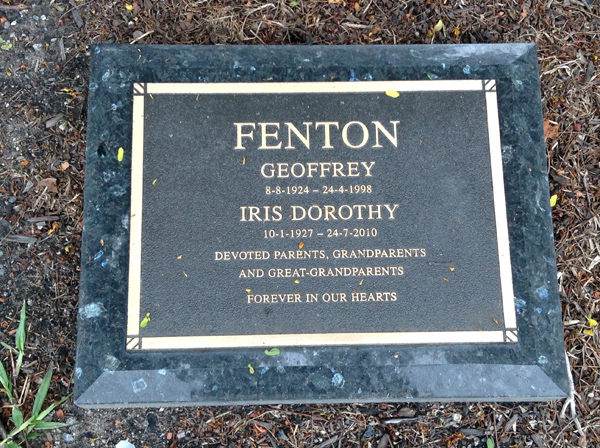 FENTON
GEOFFREY
8-8-1924 – 24-4-1998
IRIS DOROTHY
10-1-1927 – 24-7-2010
DEVOTED PARENTS, GRANDPARENTS
AND GREAT-GRANDPARENTS
FOREVER IN OUR HEARTS